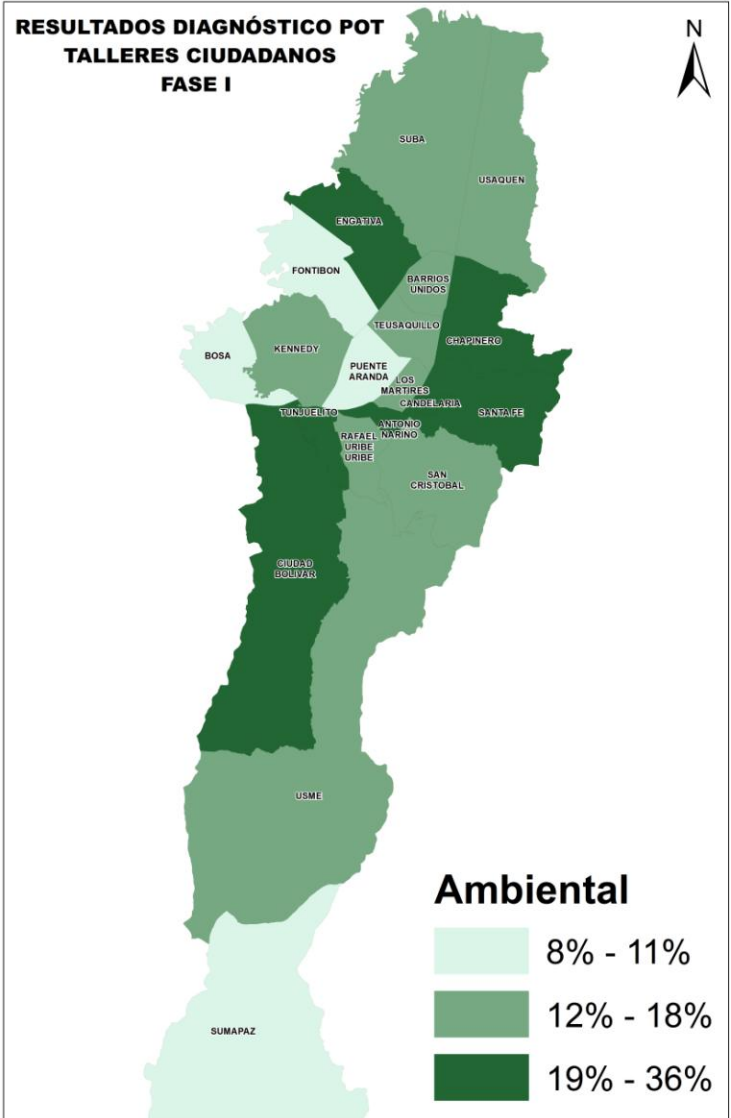 RESULTADOS DIAGNÓSTICO POT
TALLERES CIUDADANOS
FASE I
N
SUBA
USAQUEN
ENGATIVA
FONTIBON
BARRIOS
UNIDOS
TEUSAQUILLO
CHAPINERO
BOSA
KENNEDY
PUENTE
ARANDA
LOS
MARTIRES
CANDELARIA
SANTA FE
TUNJUELITO
ANTONIO
NARINO
RAFAEL
URIBE
URIBE
SAN
CRISTOBAL
CIUDAD
BOLIVAR
USME
SUMAPAZ
Ambiental
8% - 11%
12% - 18%
19% - 36%